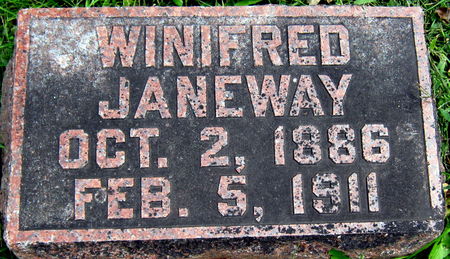 WINIFRED
JANEWAY
OCT. 2, 1886
FEB. 5, 1911